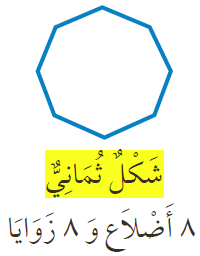 شَكْلٌ ثُمَانِيٌّ
٨ أَضْلَاعٍ وَ ٨ زَوَايَا